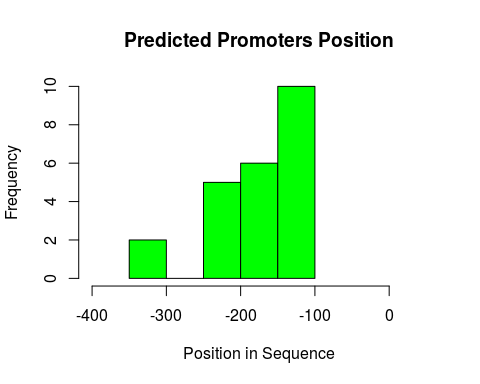 Predicted Promoters Position
Frequency
10
8
6
4
2
0
-400 -300 -200 -100 0
Position in Sequence